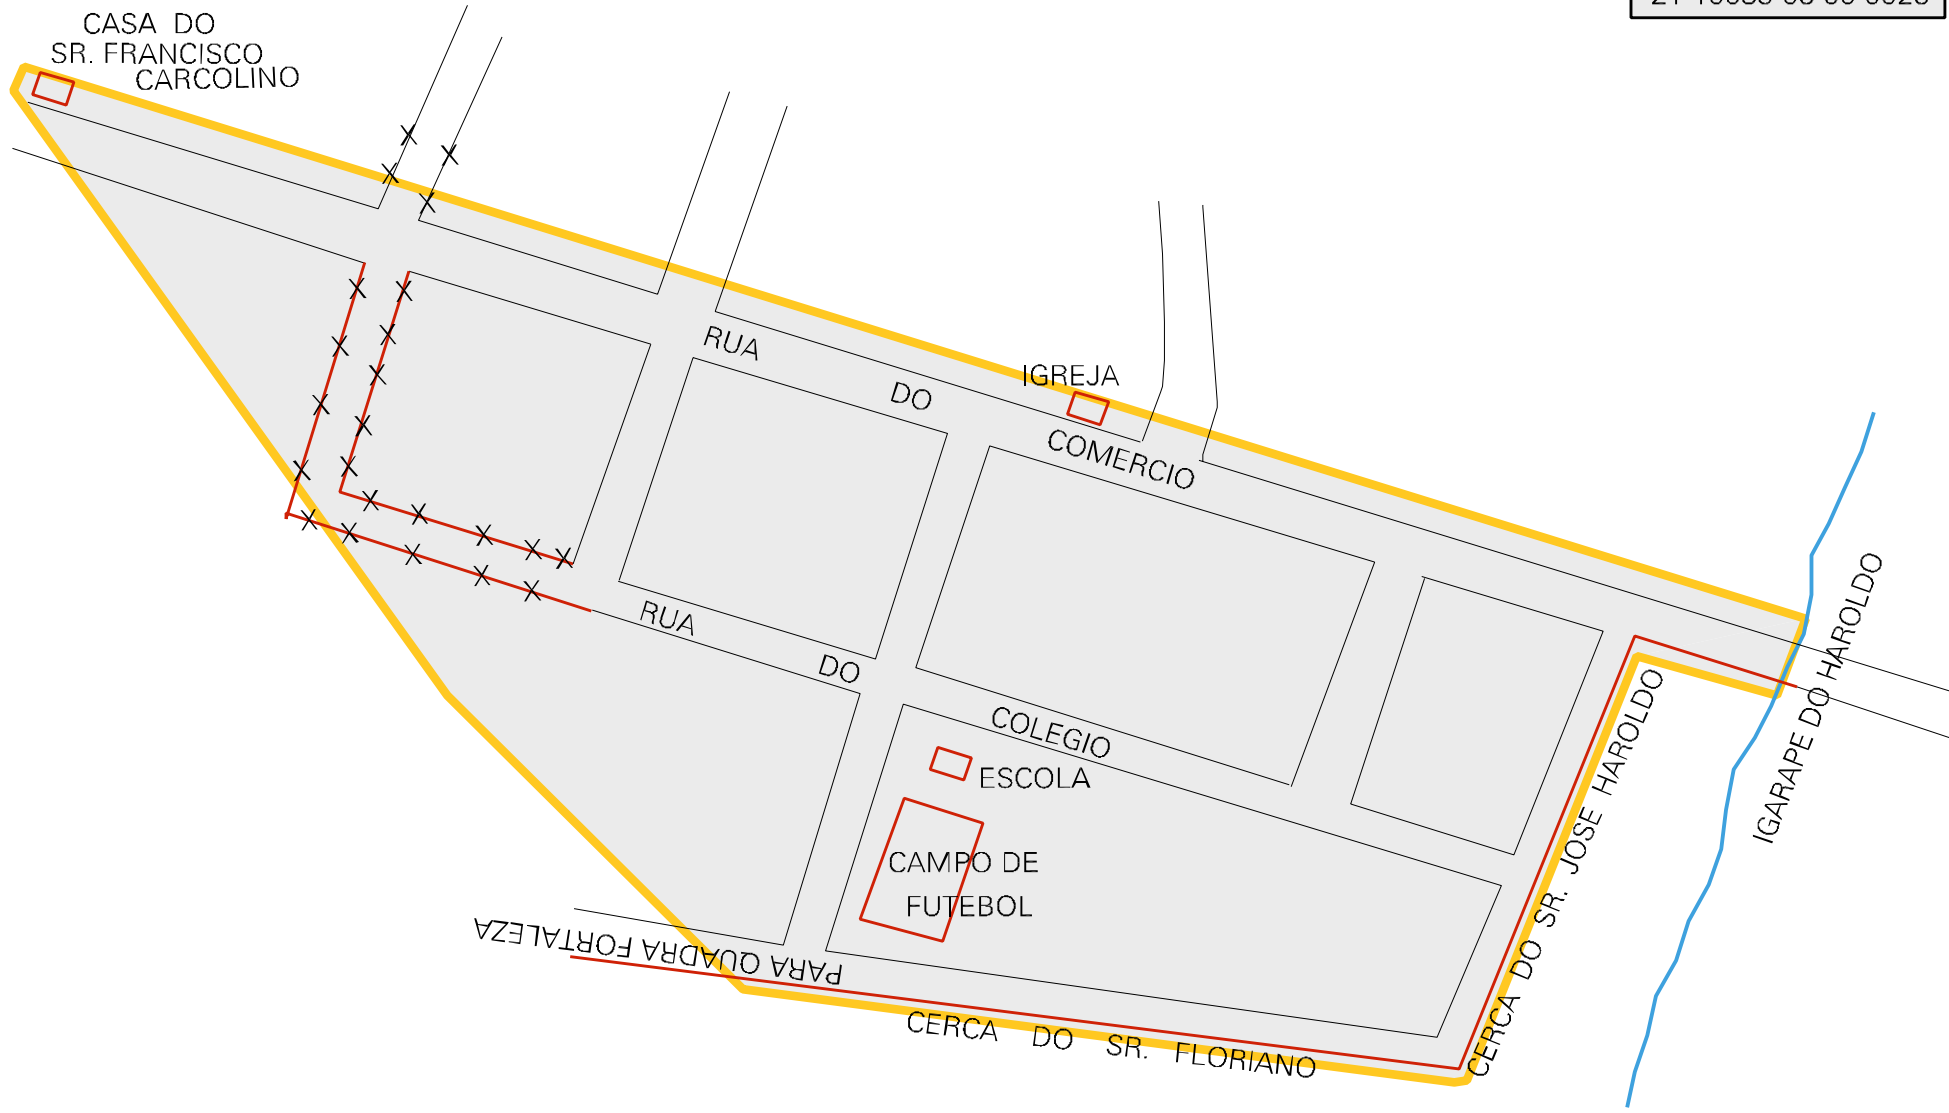 CASA DO
SR. FRANCISCO
CARCOLINO
RUA DO COMERCIO
IGREJA
RUA DO COLEGIO
ESCOLA
CAMPO DE
FUTEBOL
PARA QUADRA FORTALEZA
CERCA DO SR. FLORIANO
CERCA DO SR. JOSE HAROLDO
IGARAPE DO HAROLDO